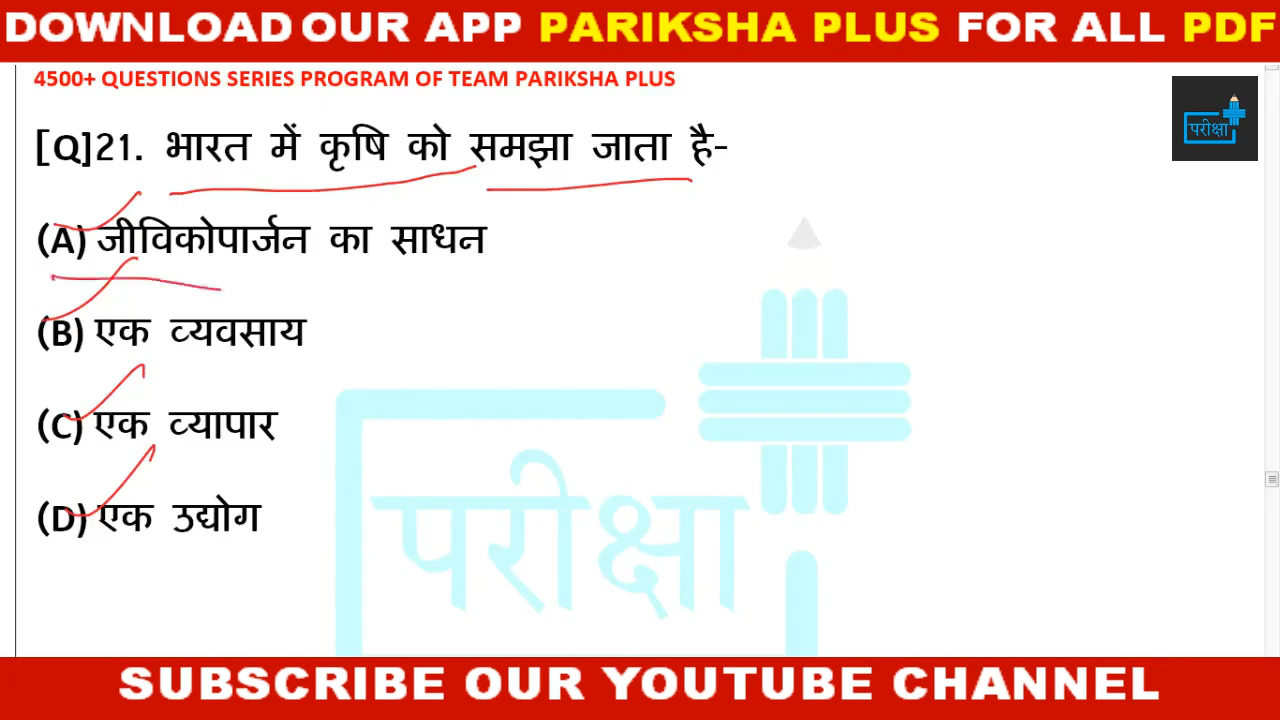 DOWNLOAD OUR APP PARIKSHA PLUS FOR ALL PDF
4500+ QUESTIONS SERIES PROGRAM OF TEAM PARIKSHA PLUS
परीक्षा
[Q]21. भारत में कृषि को समझा जाता है-
(A) जीविकोपार्जन का साधन
(B) एक व्यवसाय
(C) एक व्यापार
(D) एक उद्योग
परीक्षा
SUBSCRIBE OUR YOUTUBE CHANNEL